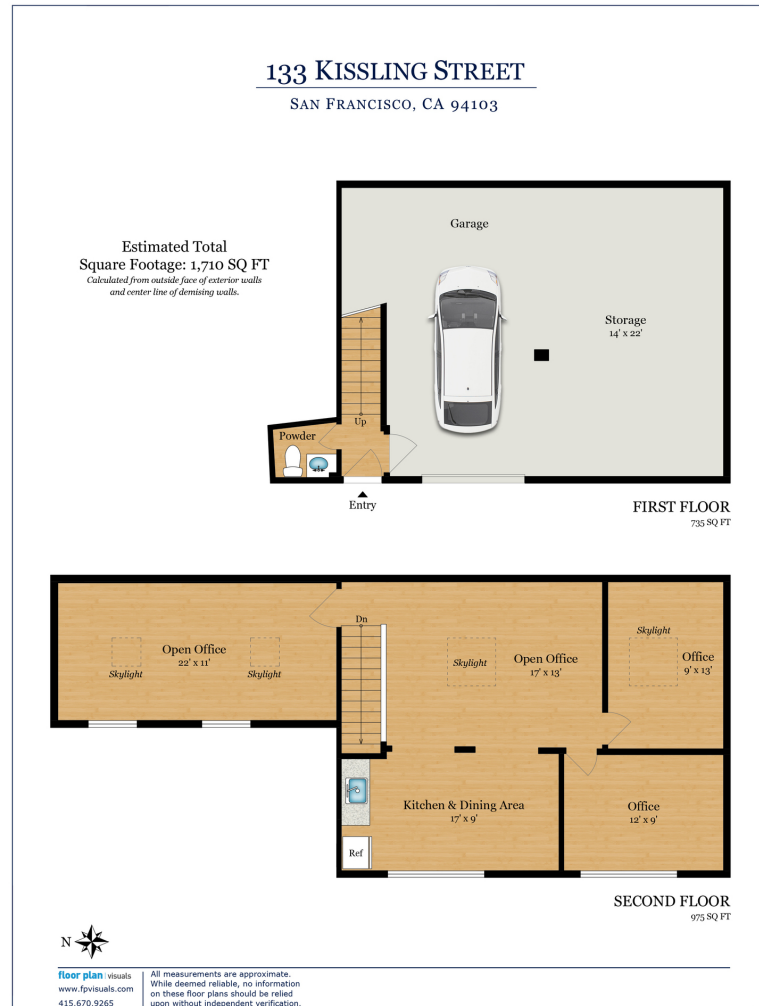 133 Kissling Street
San Francisco, CA 94103
Estimated Total
Square Footage: 1,710 SQ FT
Calculated from outside face of exterior walls
and center line of demising walls.
Garage
Storage
14' x 22'
Up
Powder
Entry
FIRST FLOOR
735 SQ FT
Dn
Open Office
22' x 11'
Skylight
Skylight
Skylight
Open Office
17' x 13'
Skylight
Office
9' x 13'
Kitchen & Dining Area
17' x 9'
Office
12' x 9'
Ref
SECOND FLOOR
975 SQ FT
N
floor plan visuals
www.fpvisuals.com
415.670.9265
All measurements are approximate.
While deemed reliable, no information
on these floor plans should be relied
upon without independent verification.